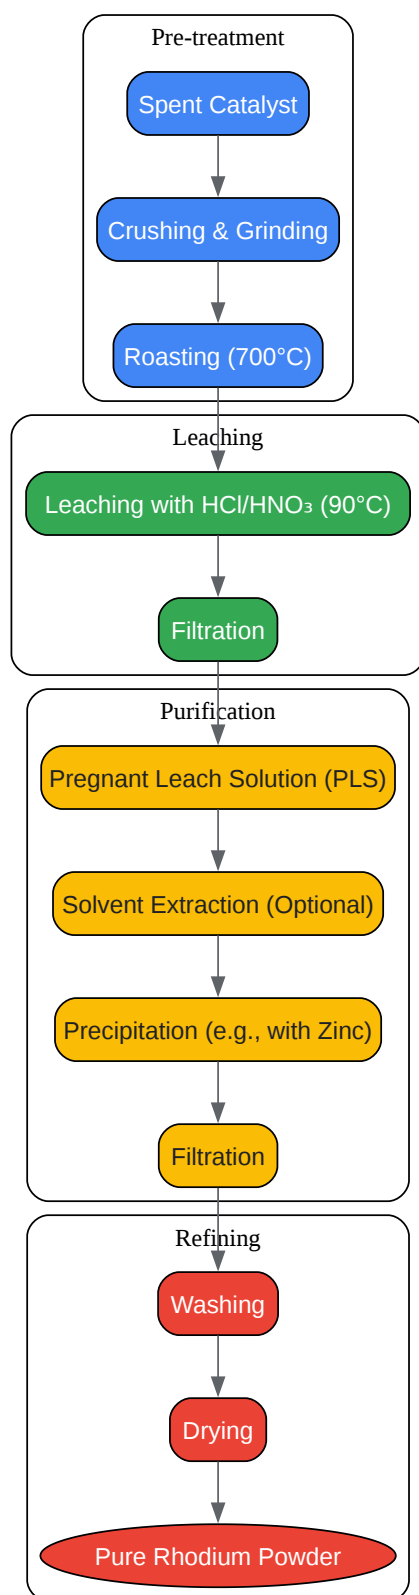 Pre-treatment
Spent Catalyst
Crushing & Grinding
Roasting (700°C)
Leaching
Leaching with HCl/HNO₃ (90°C)
Filtration
Purification
Pregnant Leach Solution (PLS)
Solvent Extraction (Optional)
Precipitation (e.g., with Zinc)
Filtration
Refining
Washing
Drying
Pure Rhodium Powder